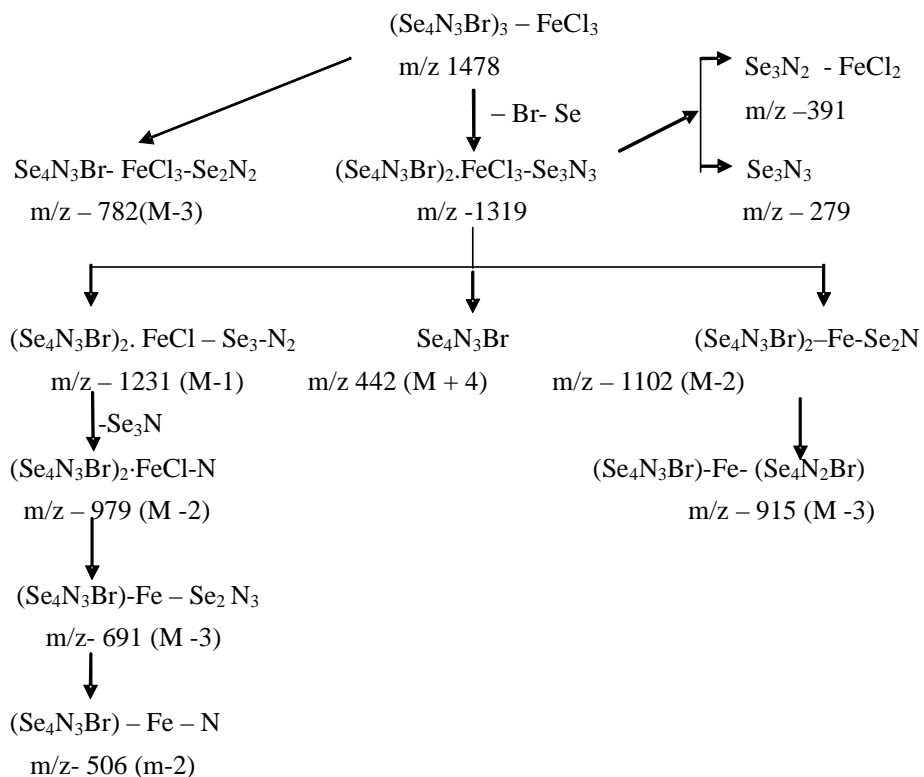 (Se₄N₃Br)₃ – FeCl₃
m/z 1478
Se₃N₂ - FeCl₂
m/z –391
– Br- Se
Se₄N₃Br- FeCl₃-Se₂N₂
m/z – 782(M-3)
(Se₄N₃Br)₂.FeCl₃-Se₃N₃
m/z -1319
Se₃N₃
m/z – 279
(Se₄N₃Br)₂. FeCl – Se₃-N₂
m/z – 1231 (M-1)
Se₄N₃Br
m/z 442 (M + 4)
(Se₄N₃Br)₂–Fe-Se₂N
m/z – 1102 (M-2)
-Se₃N
(Se₄N₃Br)₂·FeCl-N
m/z – 979 (M -2)
(Se₄N₃Br)-Fe- (Se₄N₂Br)
m/z – 915 (M -3)
(Se₄N₃Br)-Fe – Se₂ N₃
m/z- 691 (M -3)
(Se₄N₃Br) – Fe – N
m/z- 506 (m-2)